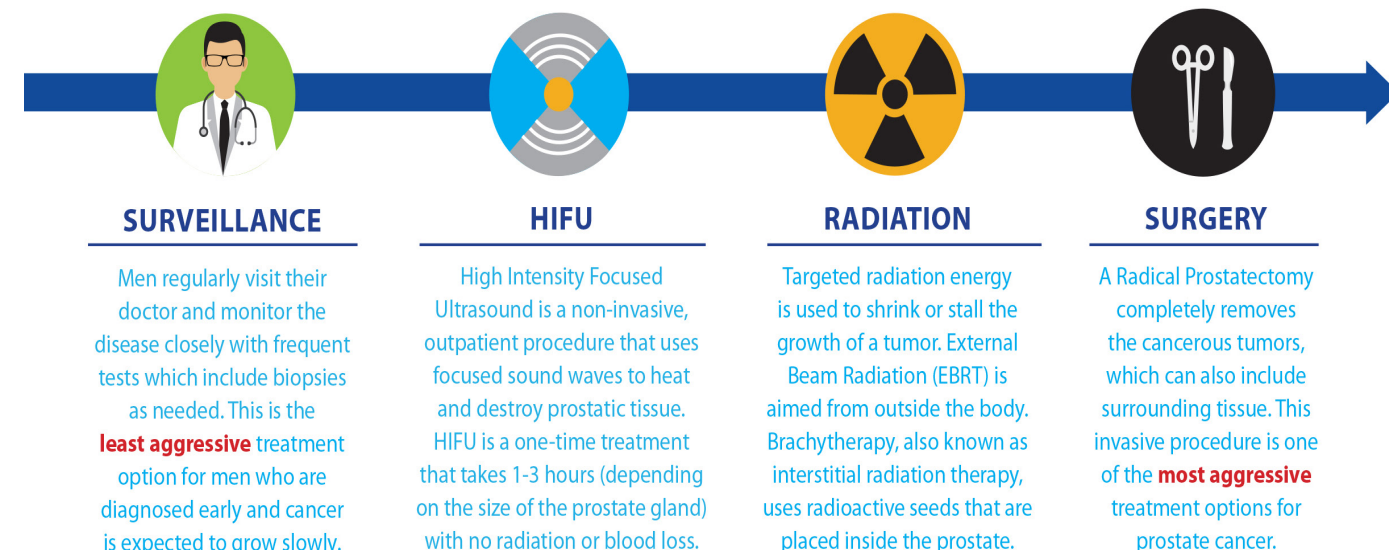 SURVEILLANCE
Men regularly visit their
doctor and monitor the
disease closely with frequent
tests which include biopsies
as needed. This is the
least aggressive treatment
option for men who are
diagnosed early and cancer
is expected to grow slowly.
HIFU
High Intensity Focused
Ultrasound is a non-invasive,
outpatient procedure that uses
focused sound waves to heat
and destroy prostatic tissue.
HIFU is a one-time treatment
that takes 1-3 hours (depending
on the size of the prostate gland)
with no radiation or blood loss.
RADIATION
Targeted radiation energy
is used to shrink or stall the
growth of a tumor. External
Beam Radiation (EBRT) is
aimed from outside the body.
Brachytherapy, also known as
interstitial radiation therapy,
uses radioactive seeds that are
placed inside the prostate.
SURGERY
A Radical Prostatectomy
completely removes
the cancerous tumors,
which can also include
surrounding tissue. This
invasive procedure is one
of the most aggressive
treatment options for
prostate cancer.